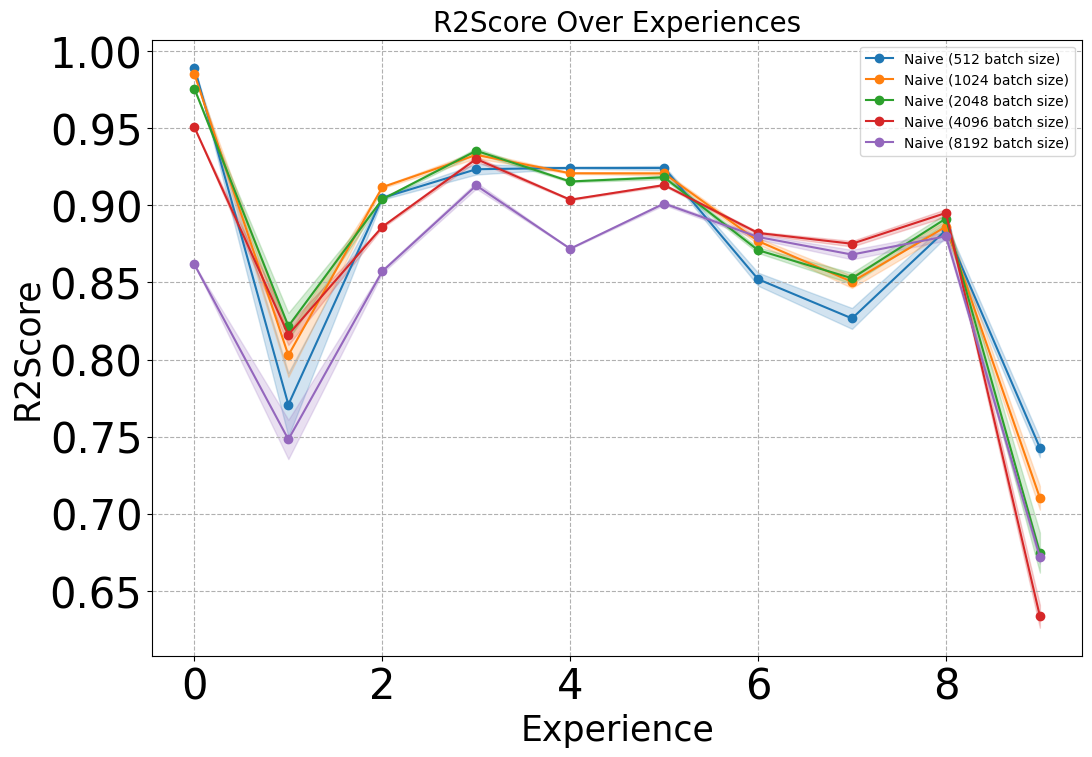 R2Score Over Experiences
1.00
0.95
0.90
0.85
0.80
0.75
0.70
0.65
R2Score
Naive (512 batch size)
Naive (1024 batch size)
Naive (2048 batch size)
Naive (4096 batch size)
Naive (8192 batch size)
0 2 4 6 8
Experience